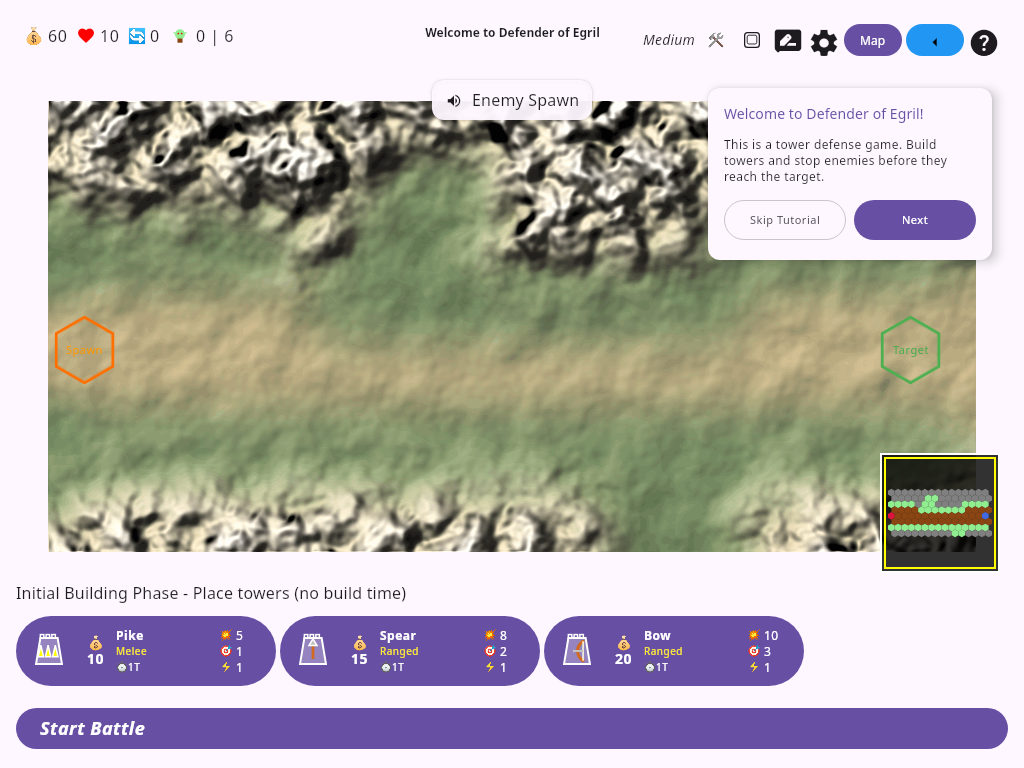 60 10 0 0 | 6
Welcome to Defender of Egril
Medium
Map
Enemy Spawn
Welcome to Defender of Egril!
This is a tower defense game. Build
towers and stop enemies before they
reach the target.
Skip Tutorial
Next
Spawn
Target
Initial Building Phase - Place towers (no build time)
10
Pike
Melee
1T
5
1
1
15
Spear
Ranged
1T
8
2
1
20
Bow
Ranged
1T
10
3
1
Start Battle